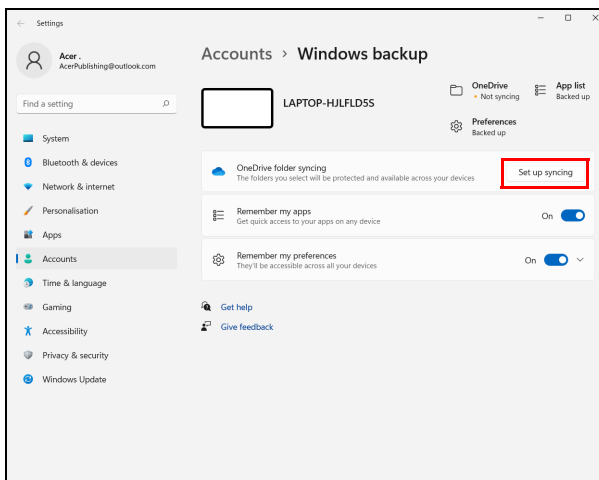 Settings
Acer .
AcerPublishing@outlook.com
Find a setting
System
Bluetooth & devices
Network & internet
Personalisation
Apps
Accounts
Time & language
Gaming
Accessibility
Privacy & security
Windows Update
Accounts > Windows backup
LAPTOP-HJLFLD5S
OneDrive
• Not syncing
App list
Backed up
Preferences
Backed up
OneDrive folder syncing
The folders you select will be protected and available across your devices
Set up syncing
Remember my apps
Get quick access to your apps on any device
On
Remember my preferences
They'll be accessible across all your devices
On
Get help
Give feedback